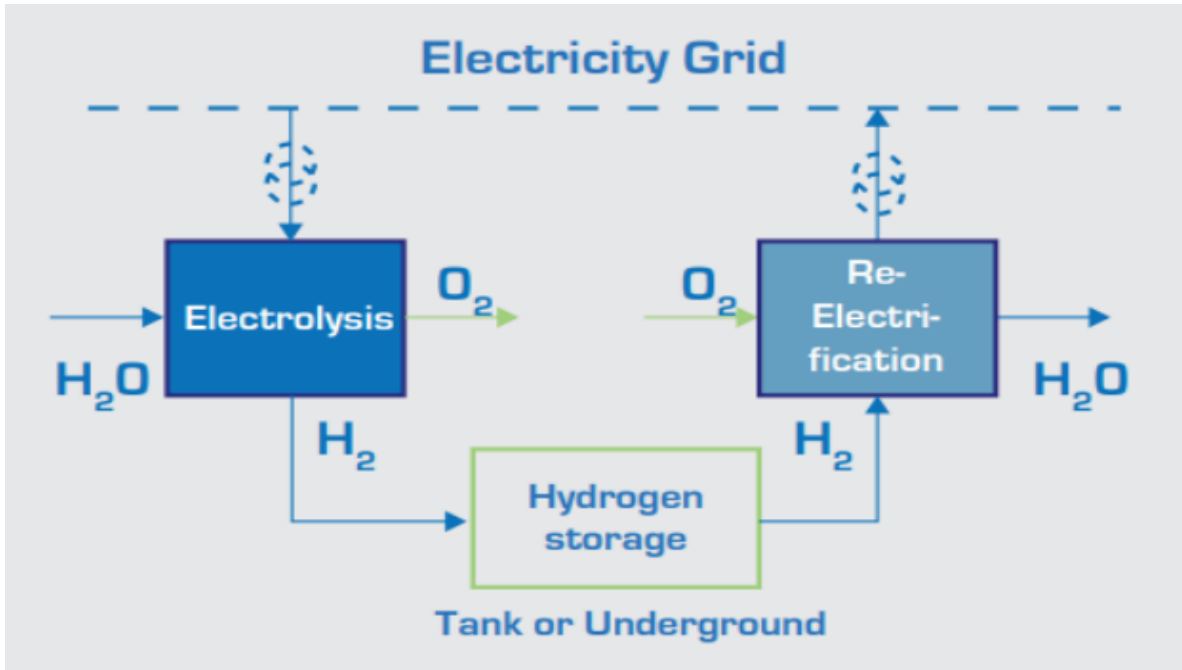 Electricity Grid
Electrolysis
O₂
O₂
Re-
Electri-
fication
H₂O
H₂O
H₂
H₂
Hydrogen
storage
Tank or Underground